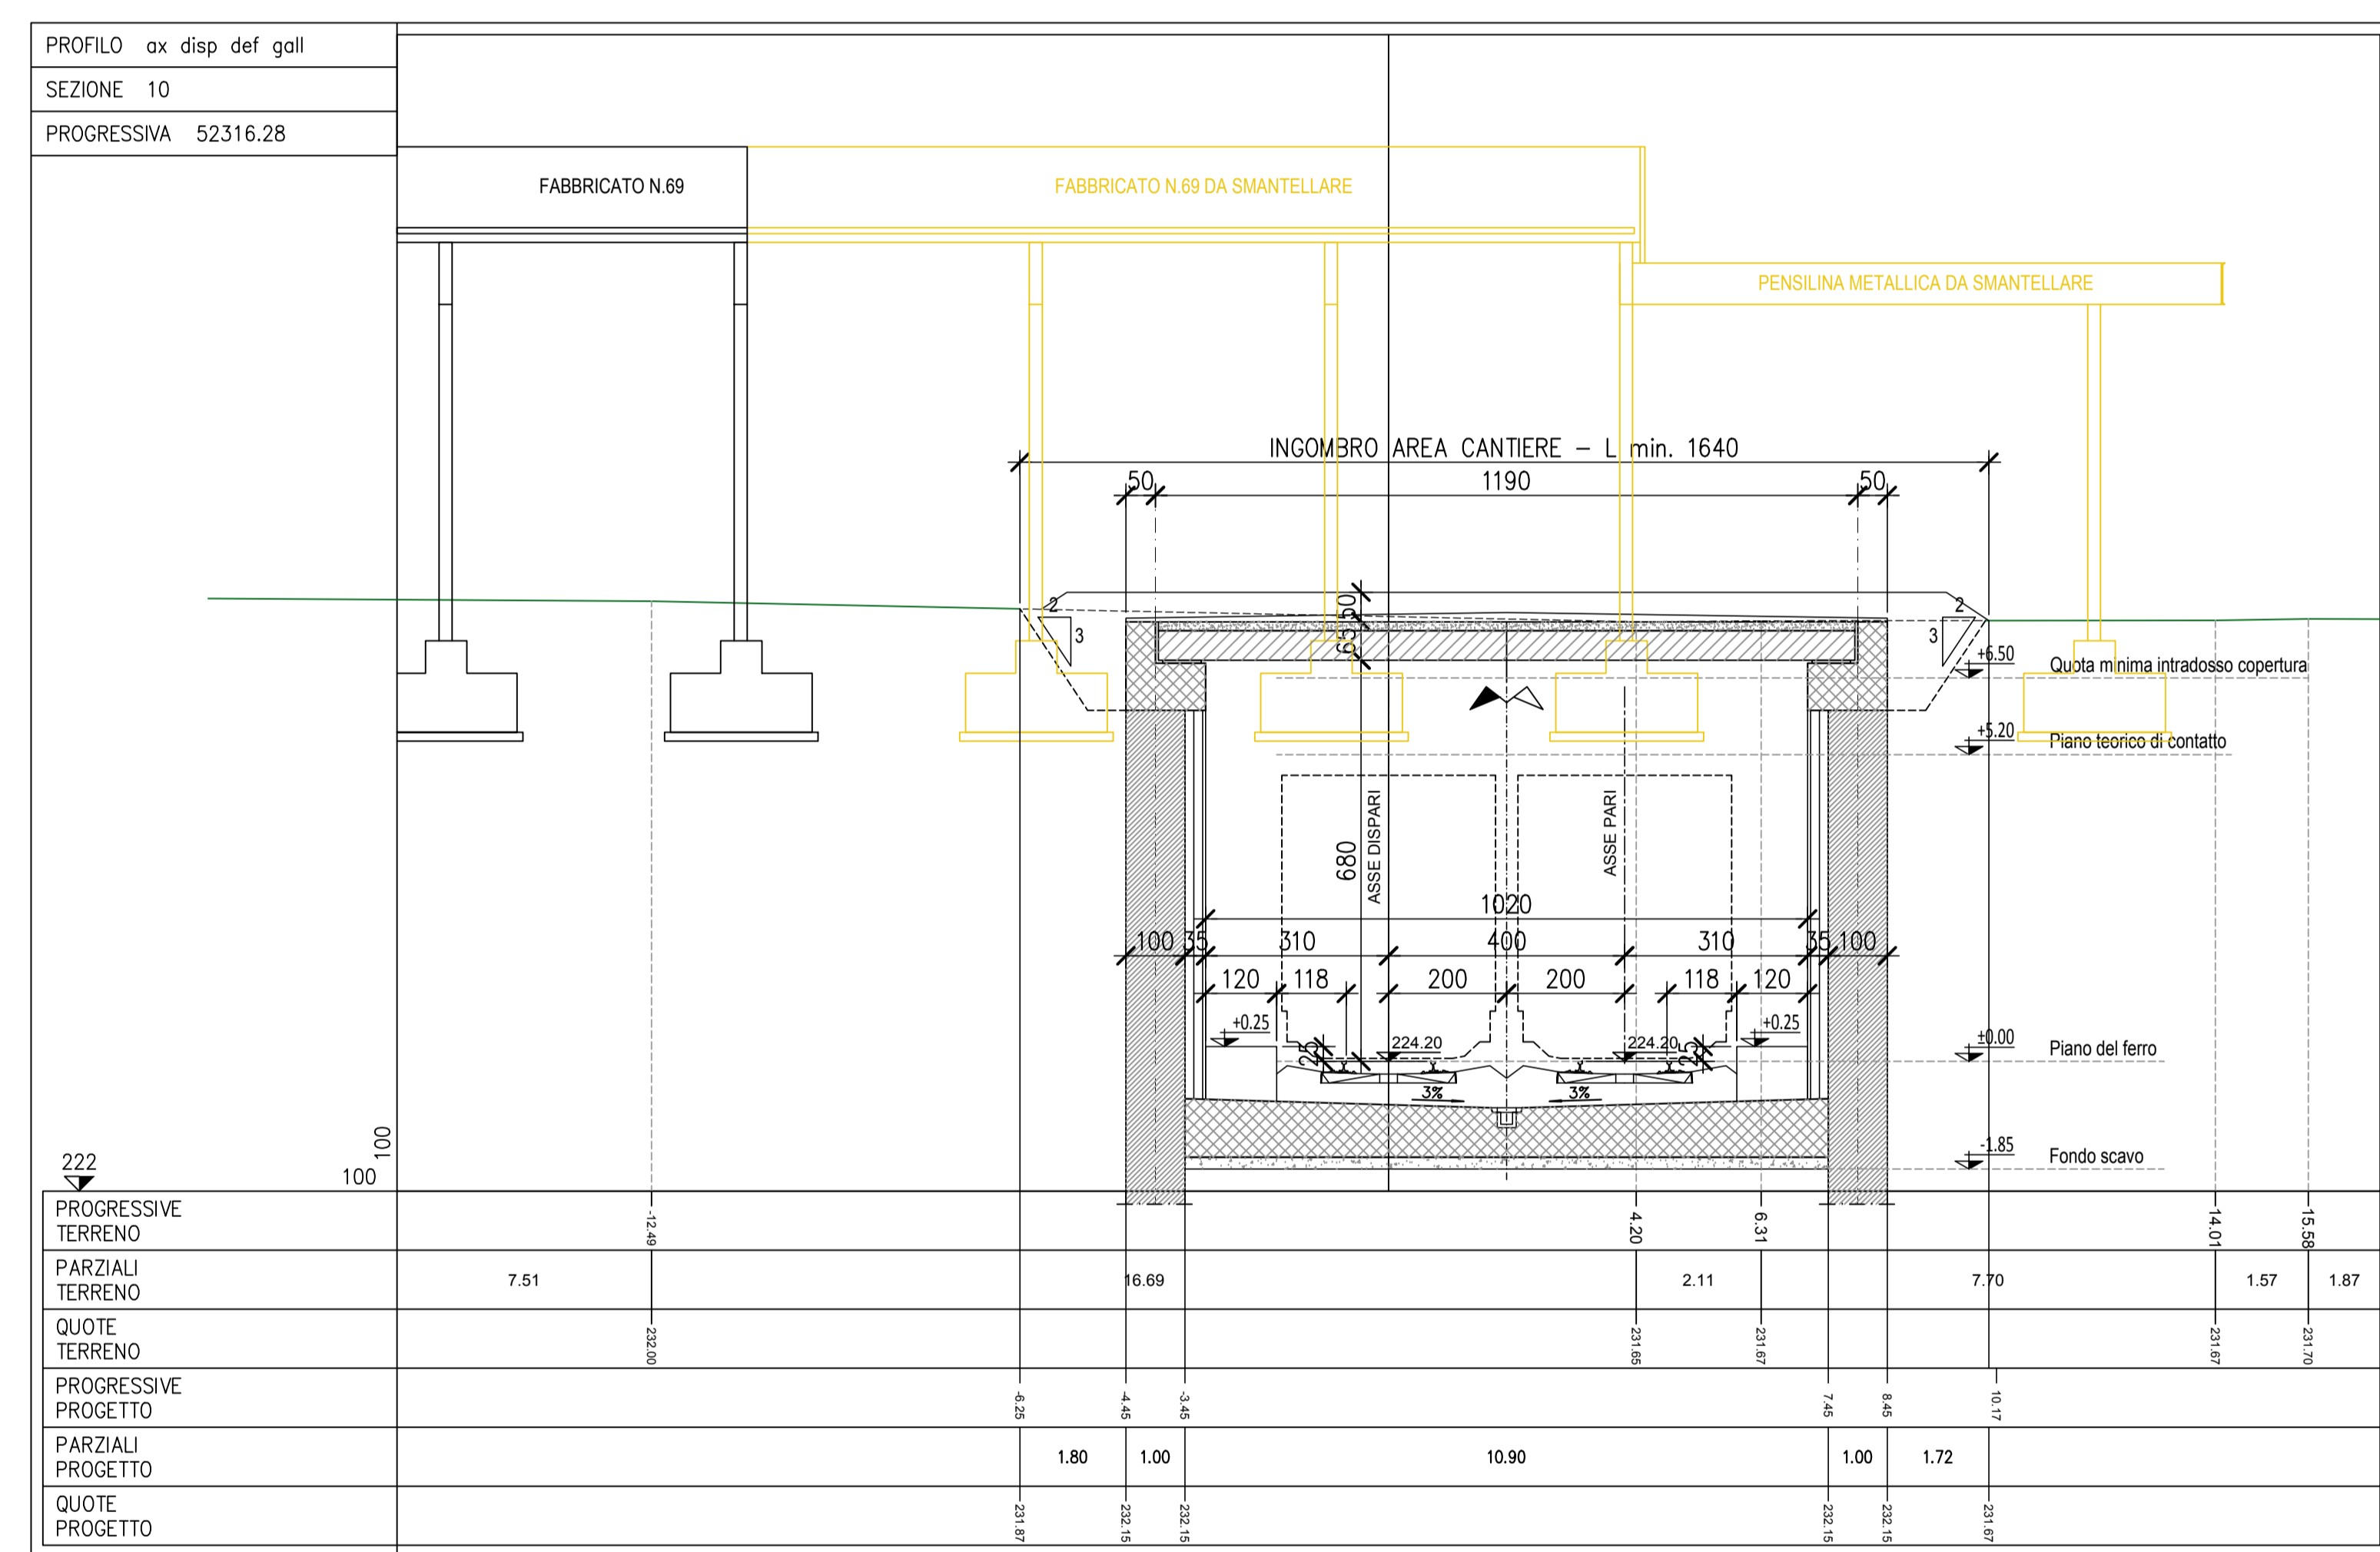 PROFILO ax disp def gall
SEZIONE 10
PROGRESSIVA 52316.28
FABBRICATO N.69
FABBRICATO N.69 DA SMANTELLARE
PENSILINA METALLICA DA SMANTELLARE
INGOMBRO AREA CANTIERE – L min. 1640
50 1190 50
2 3
50
65
2 3
+6.50 Quota minima intradosso copertura
+5.20 Piano teorico di contatto
680
ASSE DISPARI
ASSE PARI
1020
100 35 310 400 310 35 100
120 118 200 200 118 120
+0.25 25 224.20 224.20 25 +0.25
±0.00 Piano del ferro
3% 3%
-1.85 Fondo scavo
222
100
100
PROGRESSIVE
TERRENO
-12.49 4.20 6.31 14.01 15.58
PARZIALI
TERRENO
7.51 16.69 2.11 7.70 1.57 1.87
QUOTE
TERRENO
232.00 231.65 231.67 231.67 231.70
PROGRESSIVE
PROGETTO
-6.25 -4.45 -3.45 7.45 8.45 10.17
PARZIALI
PROGETTO
1.80 1.00 10.90 1.00 1.72
QUOTE
PROGETTO
231.87 232.15 232.15 232.15 232.15 231.67